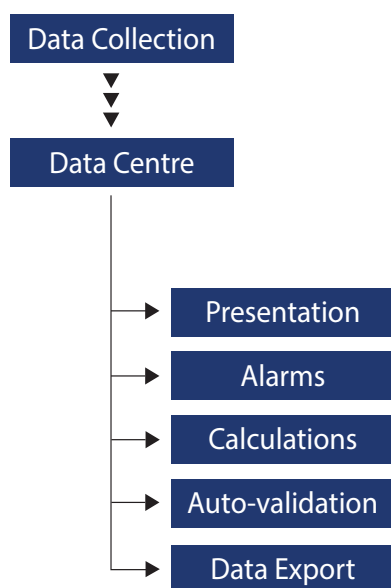 Data Collection
Data Centre
Presentation
Alarms
Calculations
Auto-validation
Data Export